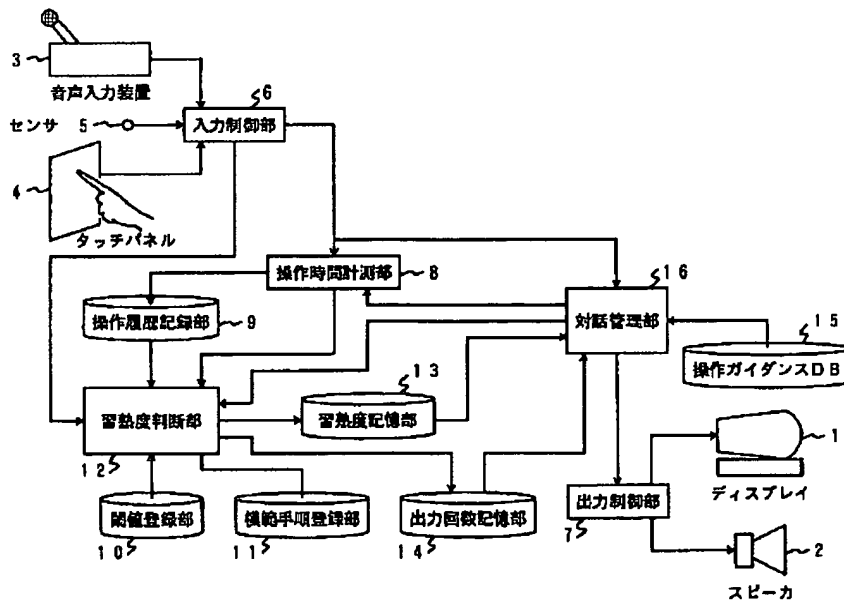 3
音声入力装置
6
センサ 5
入力制御部
4
タッチパネル
操作時間計測部
8
16
操作履歴記録部
9
対話管理部
15
操作ガイダンスDB
13
習熟度判断部
習熟度記憶部
12
1
ディスプレイ
閾値登録部
模範手順登録部
出力回数記憶部
出力制御部
10
11
14
7
2
スピーカ